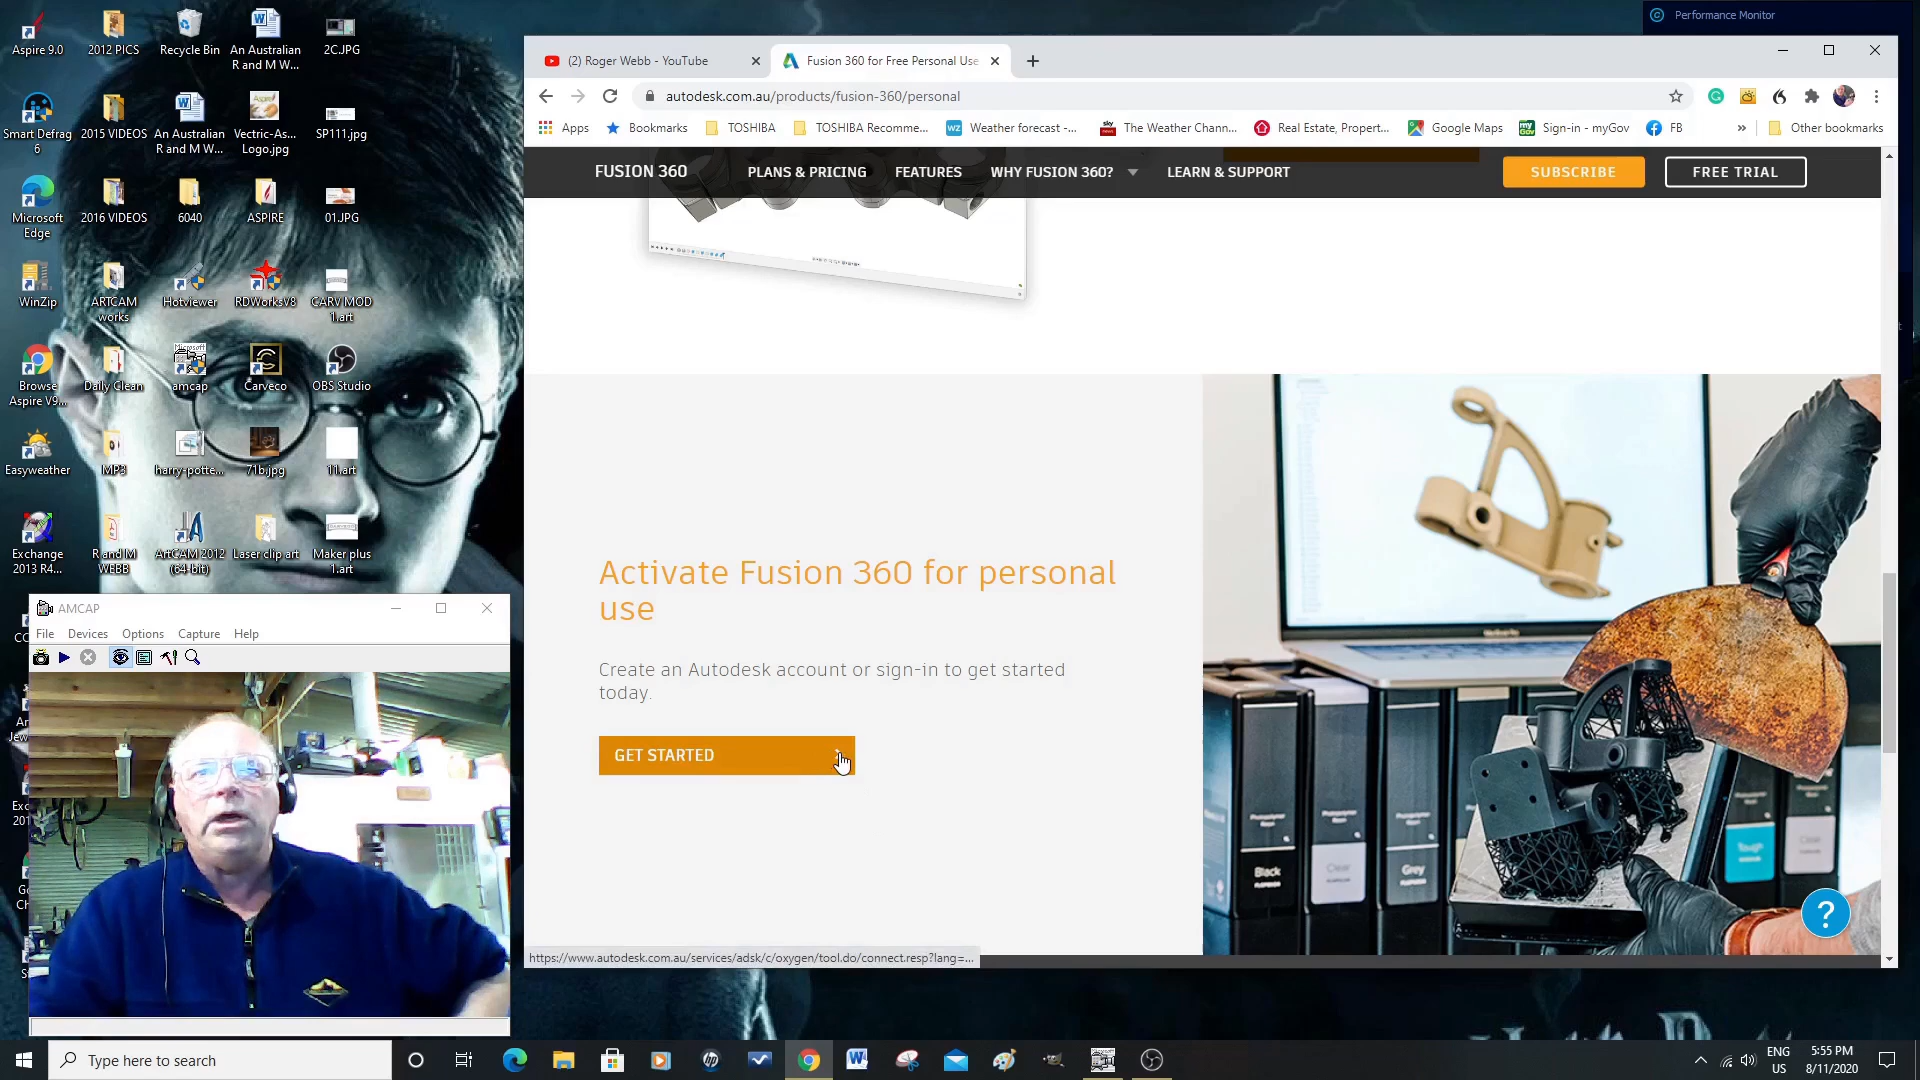 Aspire 9.0
2012 PICS
Recycle Bin
An Australian
R and M W...
2C.JPG
Smart Defrag
6
2015 VIDEOS
An Australian
R and M W...
Vectric-As...
Logo.jpg
SP111.jpg
Microsoft
Edge
2016 VIDEOS
6040
ASPIRE
01.JPG
WinZip
ARTCAM
works
Hotviewer
RDWorksV8
CARV MOD
1.art
Browse
Aspire V9...
Daily Clean
Microsoft
amcap
Carveco
OBS Studio
Easyweather
MP3
harry-potte...
71b.jpg
11.art
Exchange
2013 R4...
R and M
WEBB
ArtCAM 2012
(64-bit)
Laser clip art
Maker plus
1.art
AMCAP
File Devices Options Capture Help
Performance Monitor
(2) Roger Webb - YouTube
Fusion 360 for Free Personal Use
autodesk.com.au/products/fusion-360/personal
Apps Bookmarks TOSHIBA TOSHIBA Recomme... Weather forecast -... The Weather Chann... Real Estate, Propert... Google Maps Sign-in - myGov FB » Other bookmarks
FUSION 360 PLANS & PRICING FEATURES WHY FUSION 360? LEARN & SUPPORT SUBSCRIBE FREE TRIAL
Activate Fusion 360 for personal
use
Create an Autodesk account or sign-in to get started
today.
GET STARTED
Black
Clear
Grey
Tough
Clear
?
https://www.autodesk.com.au/services/adsk/c/oxygen/tool.do/connect.resp?lang=...
Type here to search
ENG
US
5:55 PM
8/11/2020